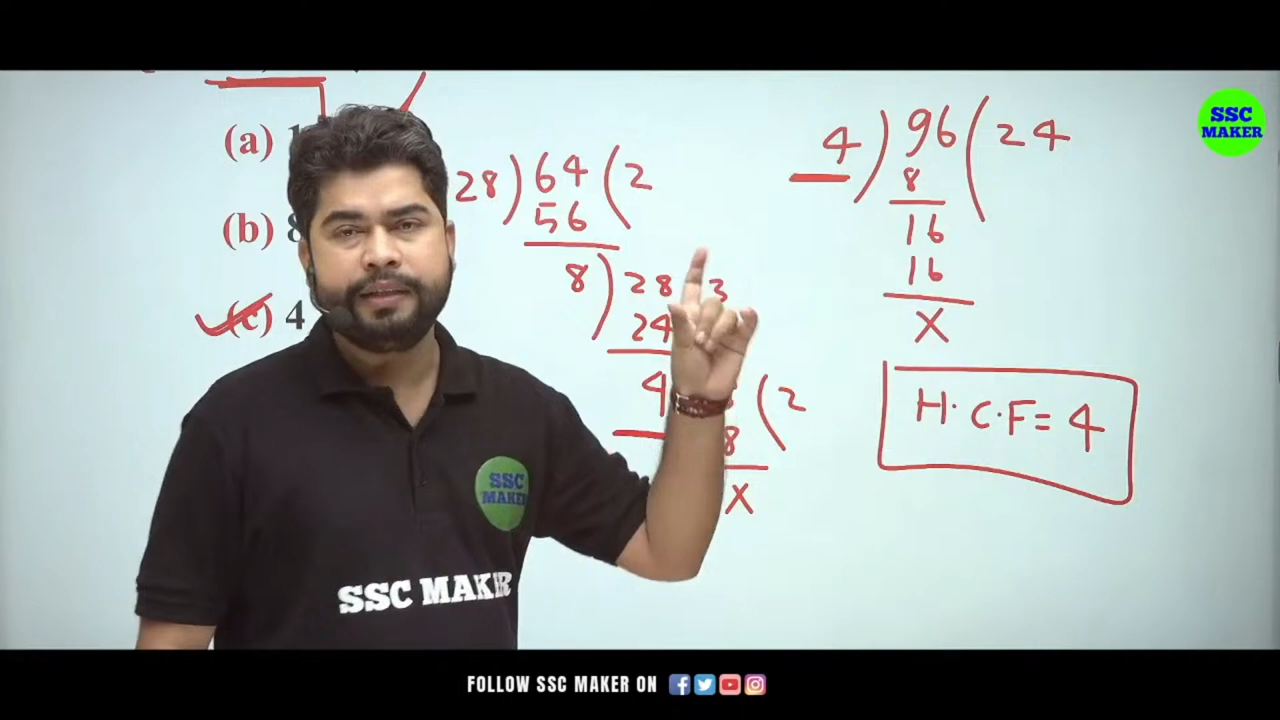 SSC
MAKER
(a) 1
(b) 8
(c) 4
28 ) 64 ( 2
56
8 ) 28 3
24
4 ( 2
8
X
4 ) 96 ( 24
8
16
16
X
H.C.F = 4
SSC
MAKER
SSC MAKER
FOLLOW SSC MAKER ON